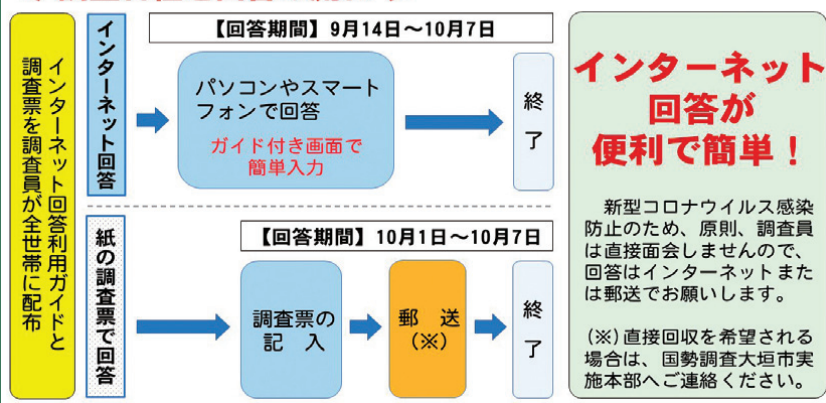 インターネット回答利用ガイドと
調査票を調査員が全世帯に配布
インターネット回答
【回答期間】9月14日〜10月7日
パソコンやスマート
フォンで回答
ガイド付き画面で
簡単入力
終了
紙の調査票で回答
【回答期間】10月1日〜10月7日
調査票の
記 入
郵 送
(※)
終了
インターネット
回答が
便利で簡単！
新型コロナウイルス感染
防止のため、原則、調査員
は直接面会しませんので、
回答はインターネットまた
は郵送でお願いします。
(※)直接回収を希望される
場合は、国勢調査大垣市実
施本部へご連絡ください。